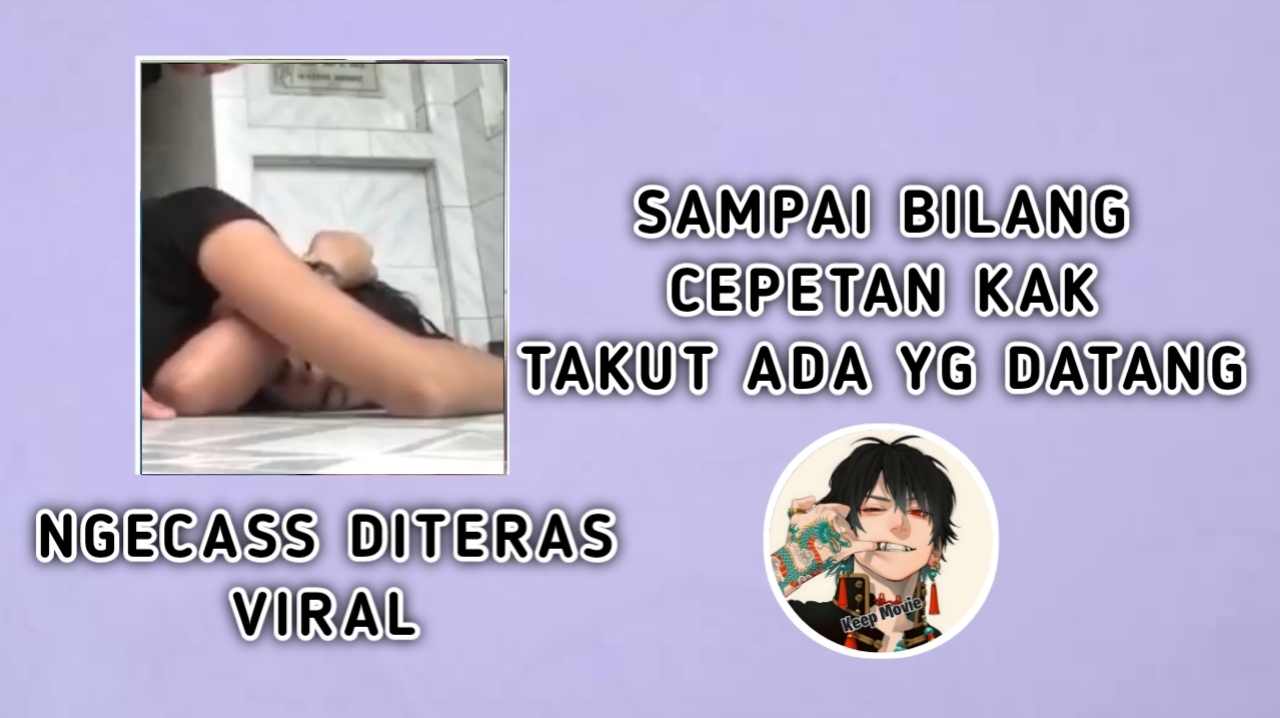 SAMPAI BILANG
CEPETAN KAK
TAKUT ADA YG DATANG
NGECASS DITERAS
VIRAL
Keep Movie